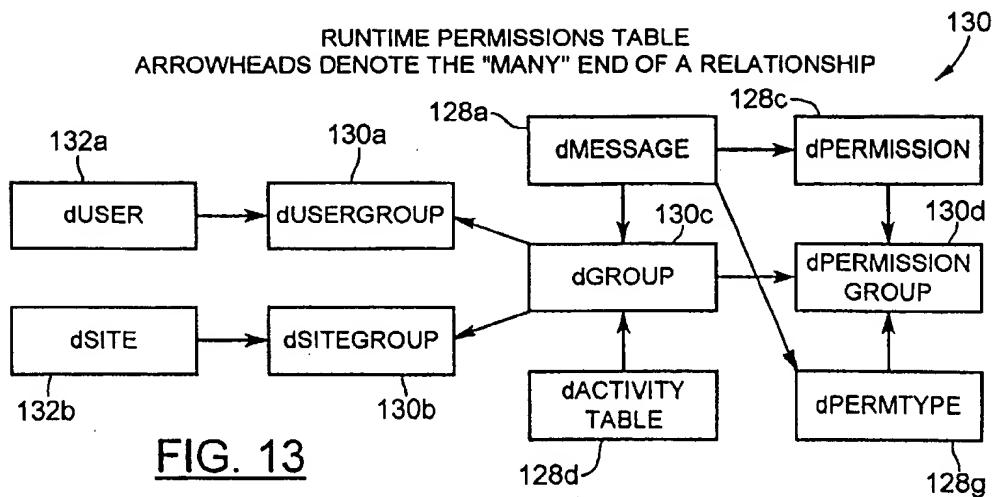 130
RUNTIME PERMISSIONS TABLE
ARROWHEADS DENOTE THE "MANY" END OF A RELATIONSHIP
128a
128c
132a
130a
dMESSAGE
dPERMISSION
dUSER
dUSERGROUP
130c
130d
dGROUP
dPERMISSION
GROUP
dSITE
dSITEGROUP
dACTIVITY
TABLE
dPERMTYPE
132b
130b
128d
128g
FIG. 13